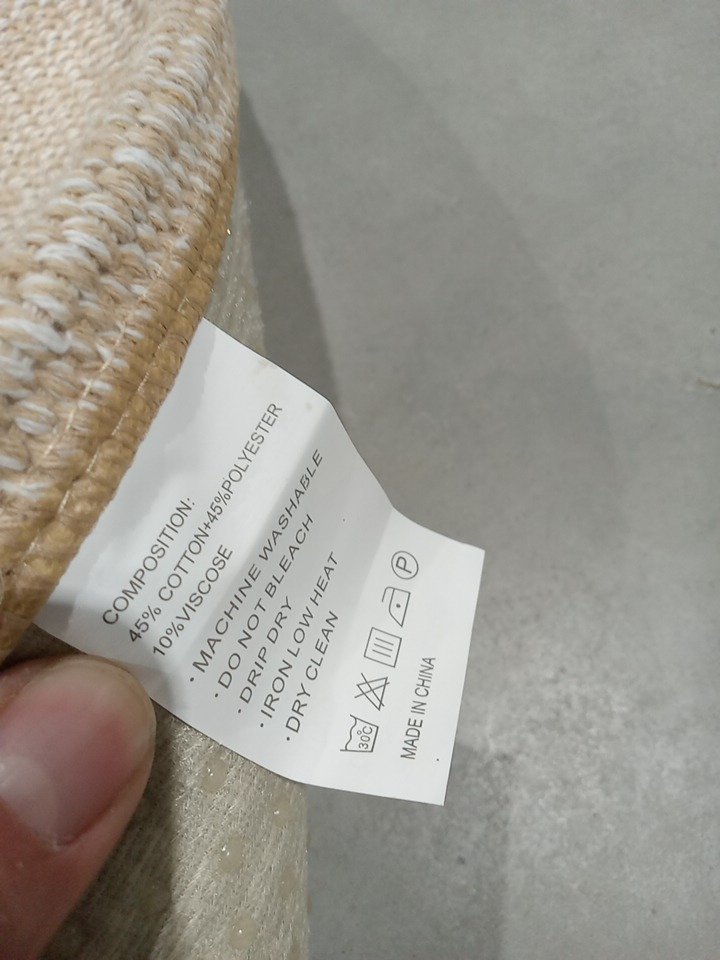 COMPOSITION:
45% COTTON+45%POLYESTER
10%VISCOSE
· MACHINE WASHABLE
· DO NOT BLEACH
· DRIP DRY
· IRON LOW HEAT
· DRY CLEAN
30°C P
MADE IN CHINA